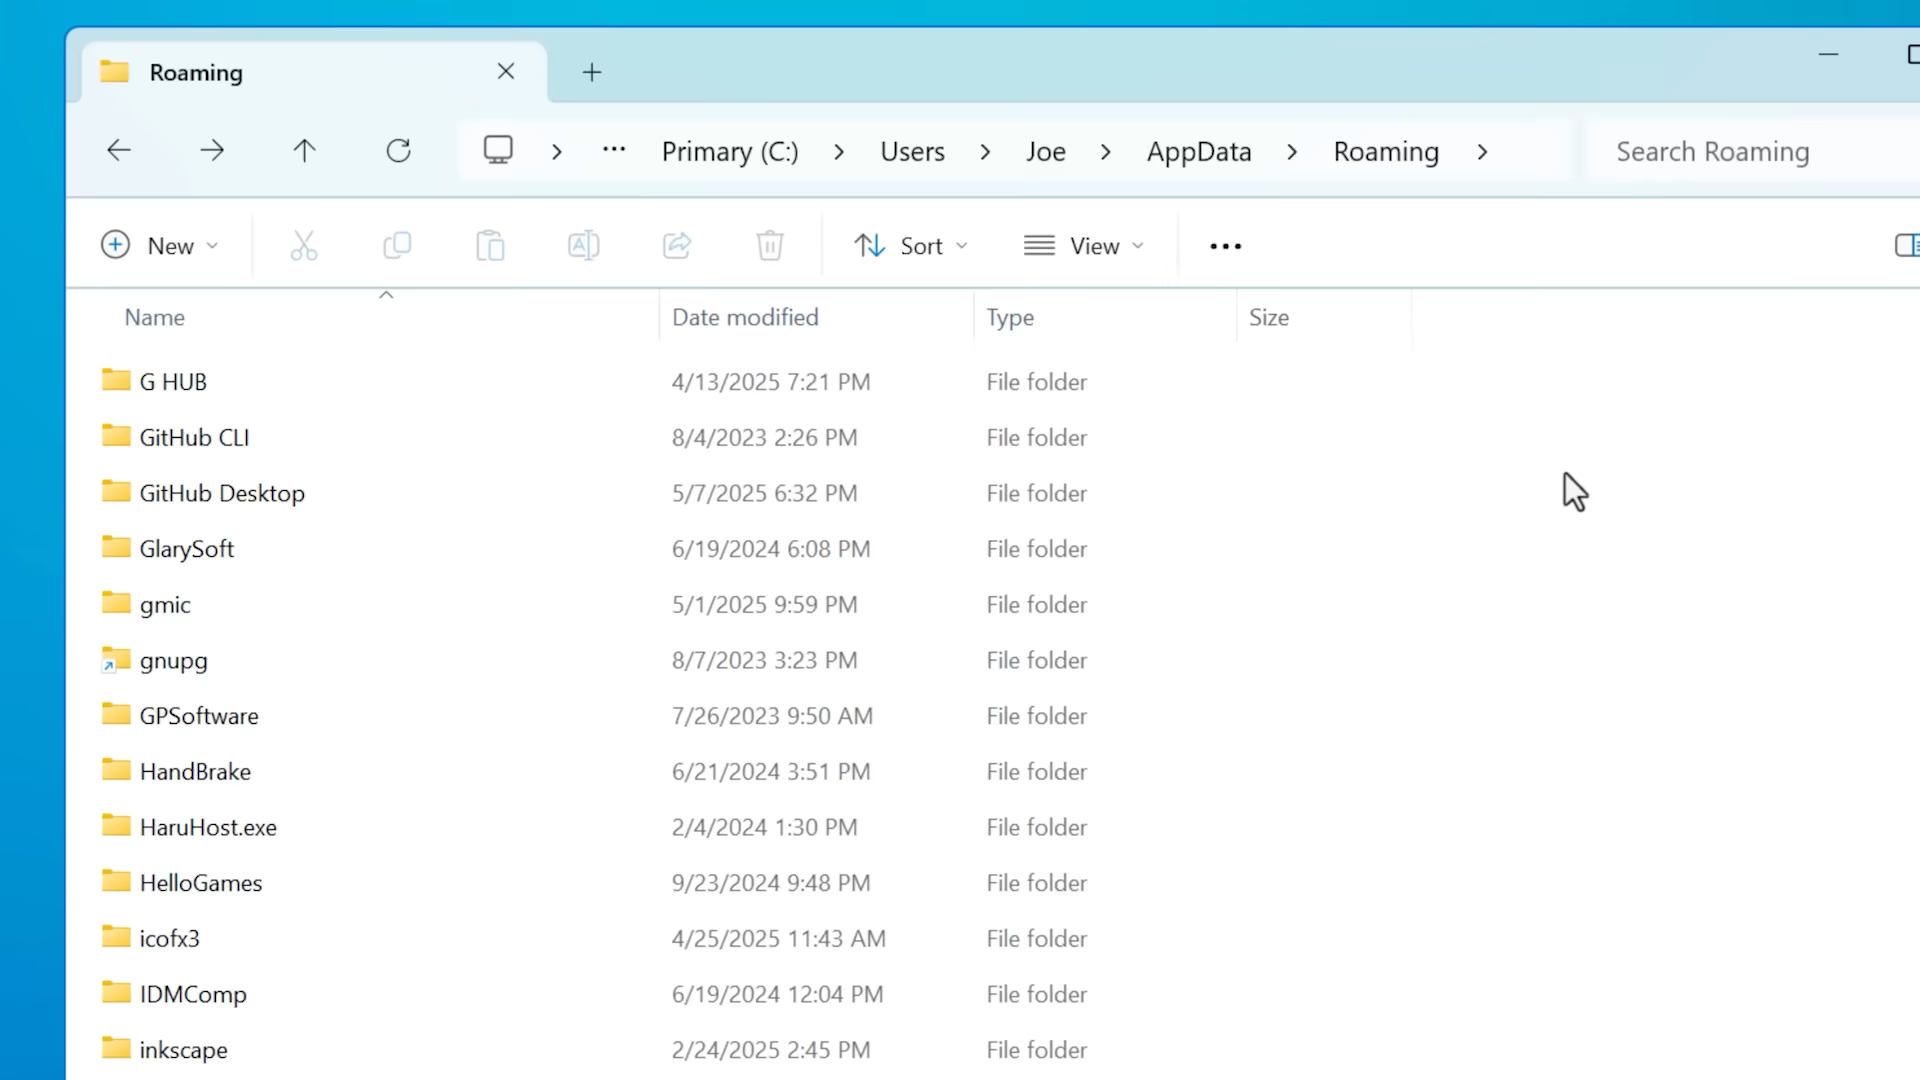 Roaming
Primary (C:) Users Joe AppData Roaming Search Roaming
New Sort View
Name Date modified Type Size
G HUB 4/13/2025 7:21 PM File folder
GitHub CLI 8/4/2023 2:26 PM File folder
GitHub Desktop 5/7/2025 6:32 PM File folder
GlarySoft 6/19/2024 6:08 PM File folder
gmic 5/1/2025 9:59 PM File folder
gnupg 8/7/2023 3:23 PM File folder
GPSoftware 7/26/2023 9:50 AM File folder
HandBrake 6/21/2024 3:51 PM File folder
HaruHost.exe 2/4/2024 1:30 PM File folder
HelloGames 9/23/2024 9:48 PM File folder
icofx3 4/25/2025 11:43 AM File folder
IDMComp 6/19/2024 12:04 PM File folder
inkscape 2/24/2025 2:45 PM File folder